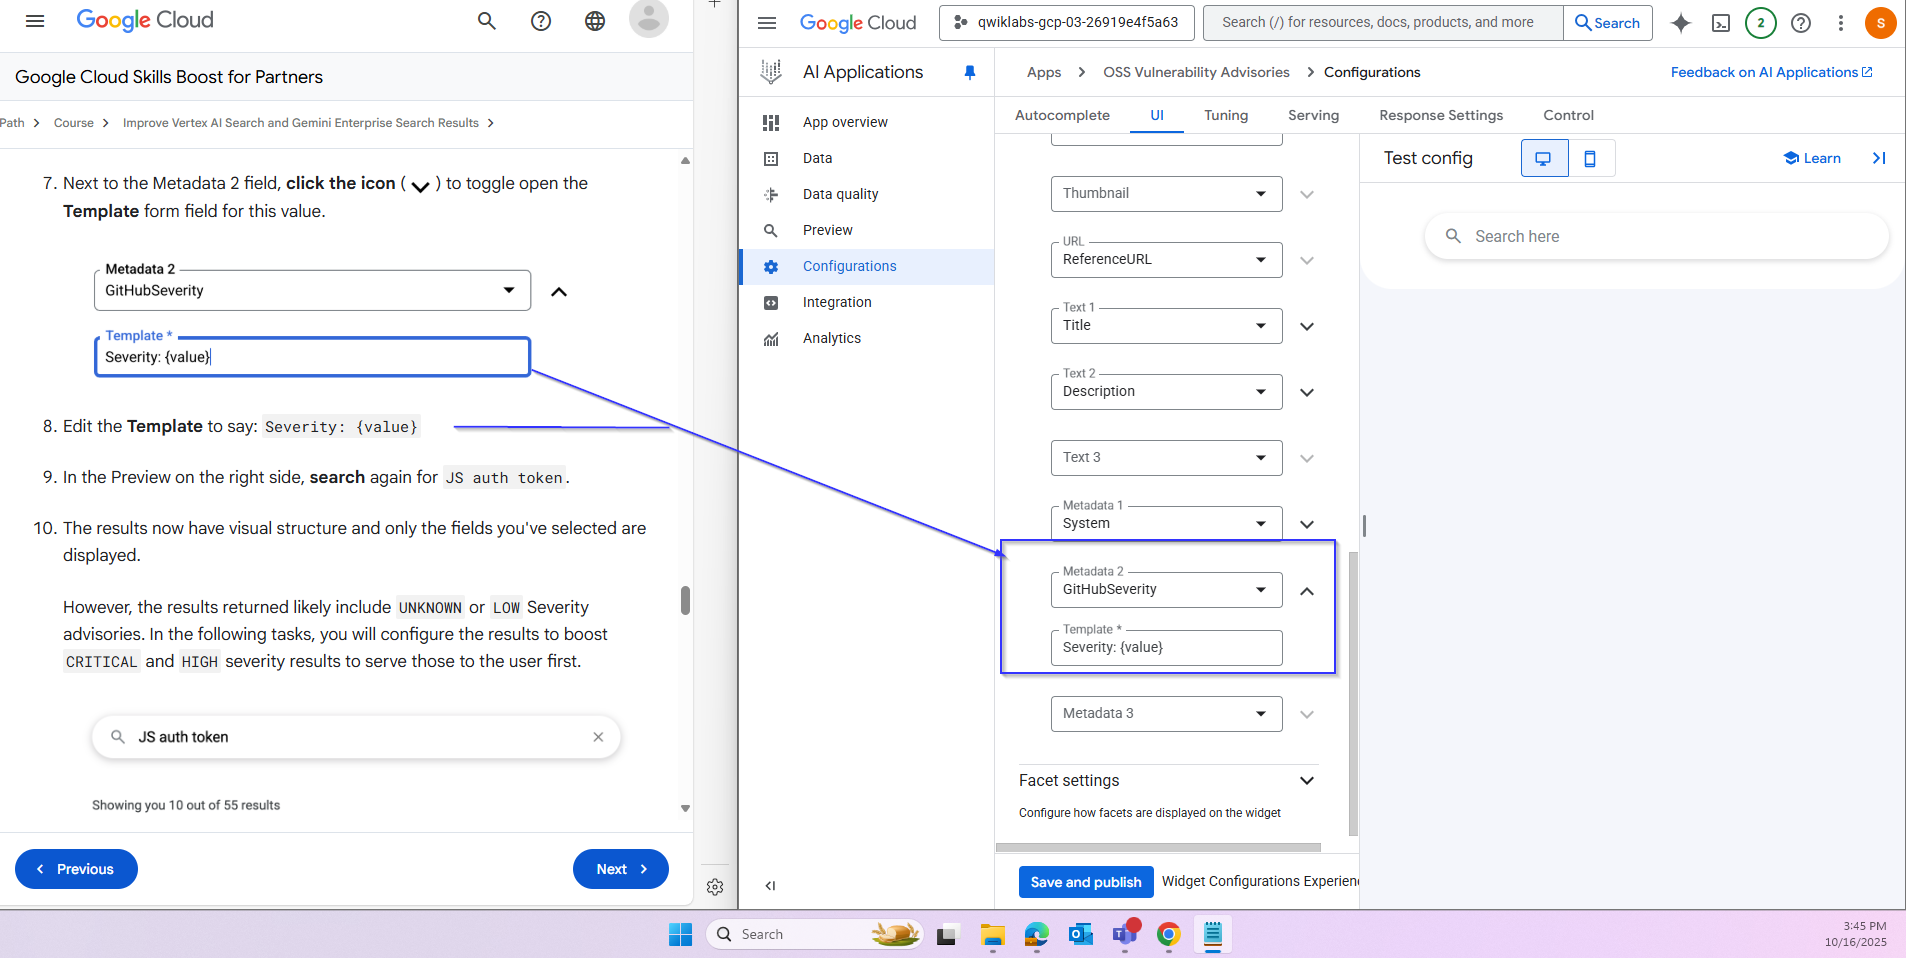 Google Cloud
Google Cloud Skills Boost for Partners
Path
Course
Improve Vertex AI Search and Gemini Enterprise Search Results
7. Next to the Metadata 2 field, click the icon ( ) to toggle open the
Template form field for this value.
Metadata 2
GitHubSeverity
Template *
Severity: {value}
8. Edit the Template to say: Severity: {value}
9. In the Preview on the right side, search again for JS auth token.
10. The results now have visual structure and only the fields you've selected are
displayed.
However, the results returned likely include UNKNOWN or LOW Severity
advisories. In the following tasks, you will configure the results to boost
CRITICAL and HIGH severity results to serve those to the user first.
JS auth token
Showing you 10 out of 55 results
Previous
Next
Google Cloud
qwiklabs-gcp-03-26919e4f5a63
Search (/) for resources, docs, products, and more
Search
2
S
AI Applications
Apps
OSS Vulnerability Advisories
Configurations
Feedback on AI Applications
App overview
Data
Data quality
Preview
Configurations
Integration
Analytics
Autocomplete
UI
Tuning
Serving
Response Settings
Control
Thumbnail
URL
ReferenceURL
Text 1
Title
Text 2
Description
Text 3
Metadata 1
System
Metadata 2
GitHubSeverity
Template *
Severity: {value}
Metadata 3
Facet settings
Configure how facets are displayed on the widget
Save and publish
Widget Configurations Experien
Test config
Learn
Search here
Search
3:45 PM
10/16/2025